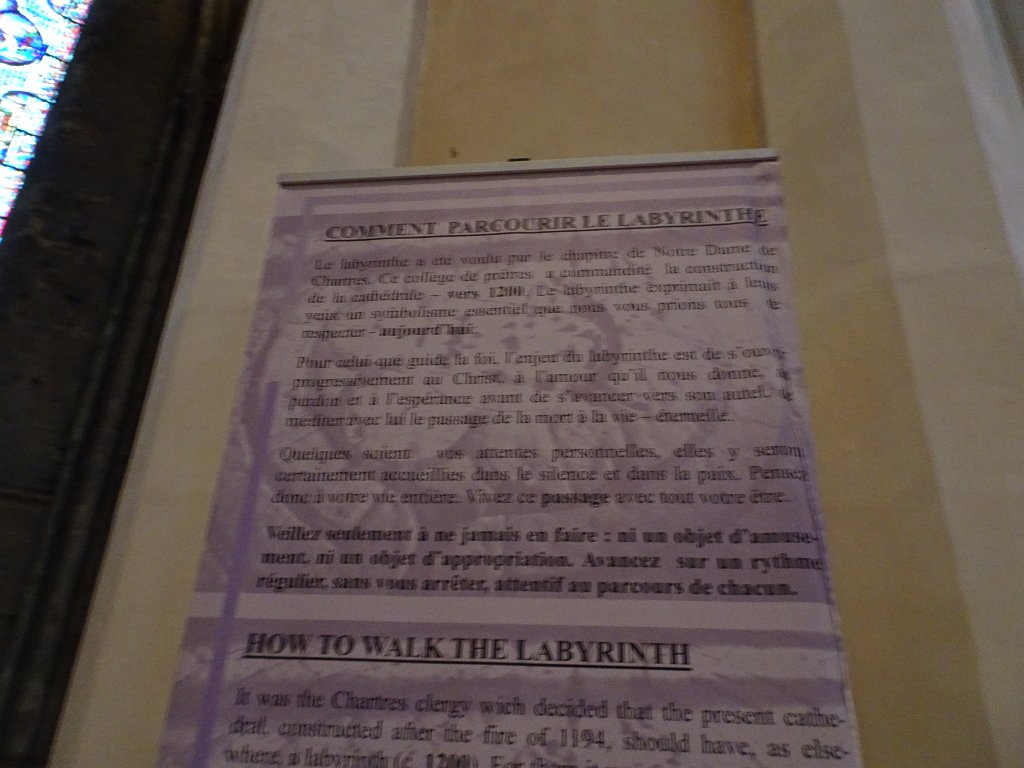 COMMENT PARCOURIR LE LABYRINTHE
Le labyrinthe a été voulu par le chapitre de Notre Dame de
Chartres. Ce collège de prêtres a commandité la construction
de la cathédrale – vers 1200. Le labyrinthe exprimait à leurs
yeux un symbolisme essentiel que nous vous prions tous de
respecter – aujourd'hui.
Pour celui que guide la foi, l'enjeu du labyrinthe est de s'ouvrir
progressivement au Christ, à l'amour qu'il nous donne, au
pardon et à l'espérance avant de s'avancer vers son autel, de
méditer avec lui le passage de la mort à la vie – éternelle.
Quelques soient vos attentes personnelles, elles y seront
certainement accueillies dans le silence et dans la paix. Pensez
donc à votre vie entière. Vivez ce passage avec tout votre être.
Veillez seulement à ne jamais en faire : ni un objet d'amuse-
ment, ni un objet d'appropriation. Avancez sur un rythme
régulier, sans vous arrêter, attentif au parcours de chacun.
HOW TO WALK THE LABYRINTH
It was the Chartres clergy wich decided that the present cathe-
dral, constructed after the fire of 1194, should have, as else-
where, a labyrinth (c. 1200). For them it